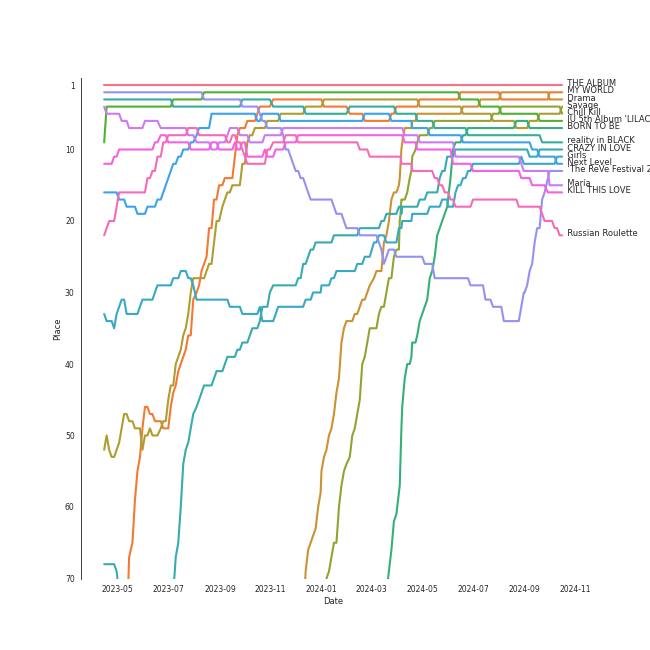 1
10
20
30
40
50
60
70
Place
2023-05
2023-07
2023-09
2023-11
2024-01
2024-03
2024-05
2024-07
2024-09
2024-11
Date
THE ALBUM
MY WORLD
Drama
Savage
Chill Kill
IU 5th Album 'LILAC
BORN TO BE
reality in BLACK
CRAZY IN LOVE
Girls
Next Level
'The ReVe Festival 2
Maria
KILL THIS LOVE
Russian Roulette